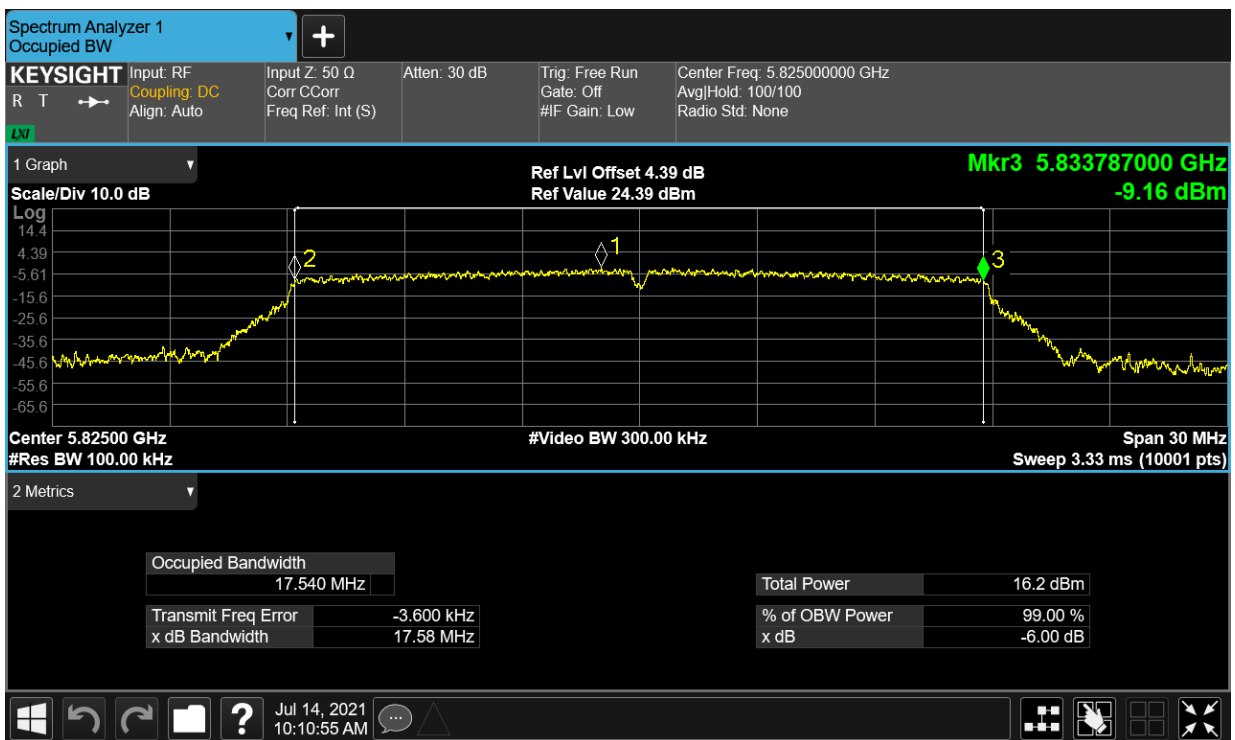 Spectrum Analyzer 1
Occupied BW
▼
+
KEYSIGHT
R T
LXI
Input: RF
Coupling: DC
Align: Auto
Input Z: 50 Ω
Corr CCorr
Freq Ref: Int (S)
Atten: 30 dB
Trig: Free Run
Gate: Off
#IF Gain: Low
Center Freq: 5.825000000 GHz
Avg|Hold: 100/100
Radio Std: None
1 Graph ▼
Scale/Div 10.0 dB
Ref Lvl Offset 4.39 dB
Ref Value 24.39 dBm
Mkr3 5.833787000 GHz
-9.16 dBm
Log
14.4
4.39
-5.61
-15.6
-25.6
-35.6
-45.6
-55.6
-65.6
2
1
3
Center 5.82500 GHz
#Res BW 100.00 kHz
#Video BW 300.00 kHz
Span 30 MHz
Sweep 3.33 ms (10001 pts)
2 Metrics ▼
Occupied Bandwidth
17.540 MHz
Transmit Freq Error -3.600 kHz
x dB Bandwidth 17.58 MHz
Total Power 16.2 dBm
% of OBW Power 99.00 %
x dB -6.00 dB
?
Jul 14, 2021
10:10:55 AM